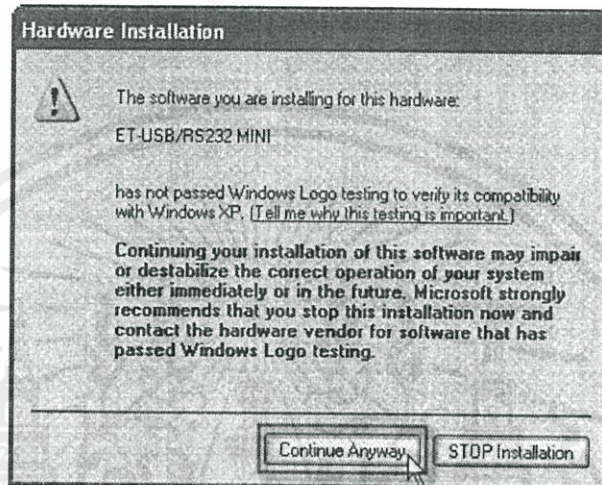 Hardware Installation
The software you are installing for this hardware:
ET-USB/RS232 MINI
has not passed Windows Logo testing to verify its compatibility
with Windows XP. (Tell me why this testing is important.)
Continuing your installation of this software may impair
or destabilize the correct operation of your system
either immediately or in the future. Microsoft strongly
recommends that you stop this installation now and
contact the hardware vendor for software that has
passed Windows Logo testing.
Continue Anyway
STOP Installation